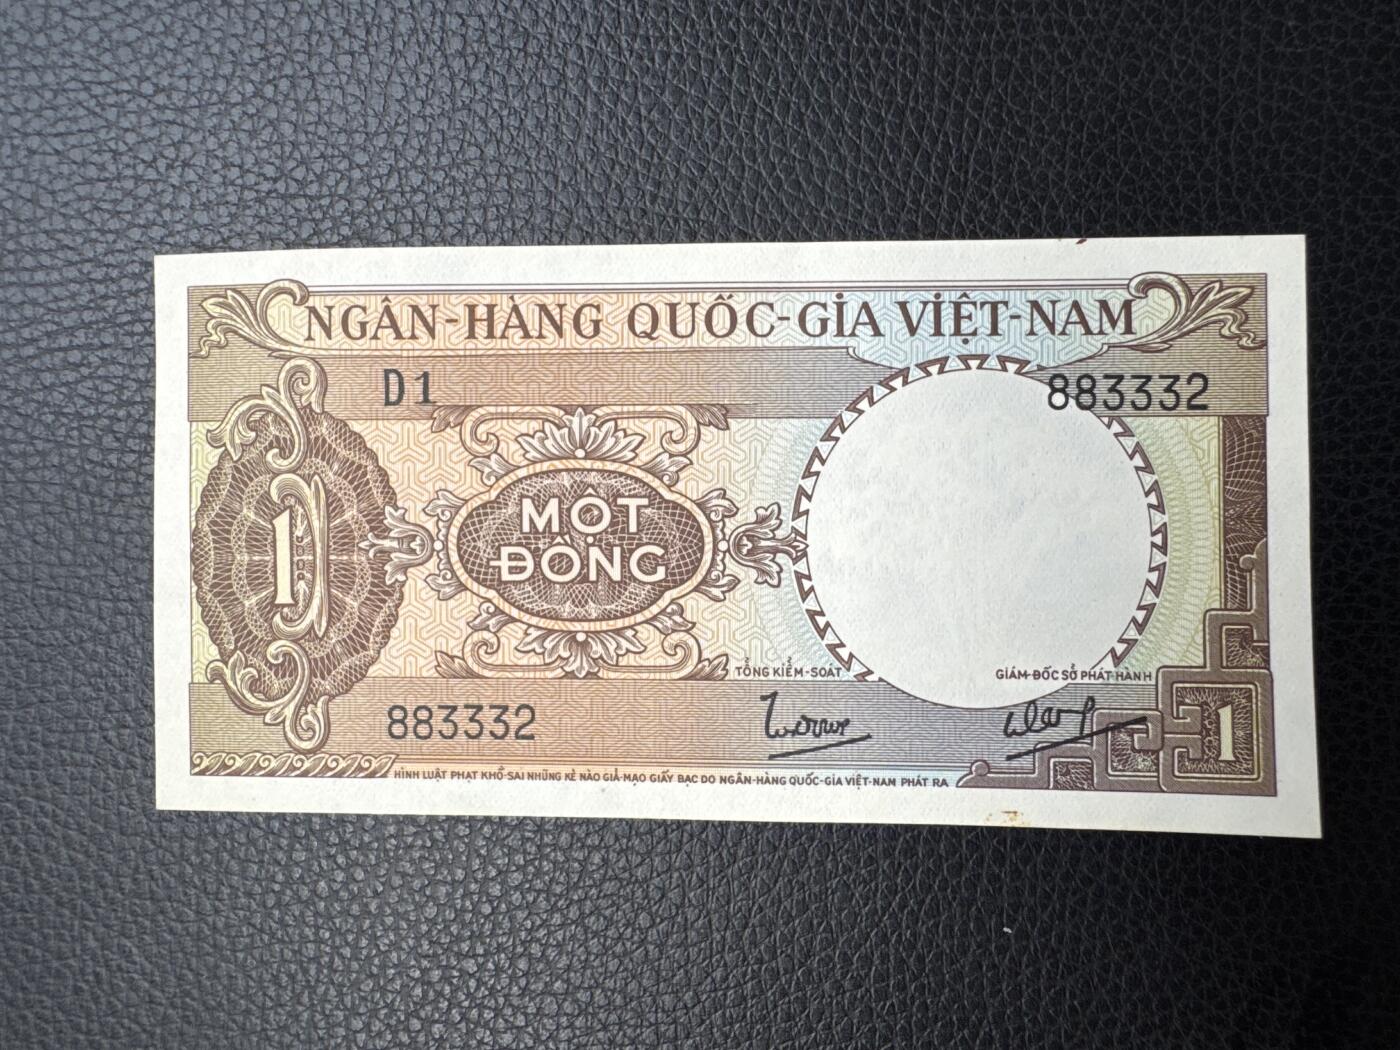 NGÂN-HÀNG QUỐC-GIA VIỆT-NAM
D1
883332
1
MỘT
ĐỒNG
TỔNG KIỂM-SOÁT
GIÁM-ĐỐC SỞ PHÁT HÀNH
883332
1
HÌNH LUẬT PHẠT KHỔ-SAI NHỮNG KẺ NÀO GIẢ-MẠO GIẤY BẠC DO NGÂN-HÀNG QUỐC-GIA VIỆT-NAM PHÁT RA